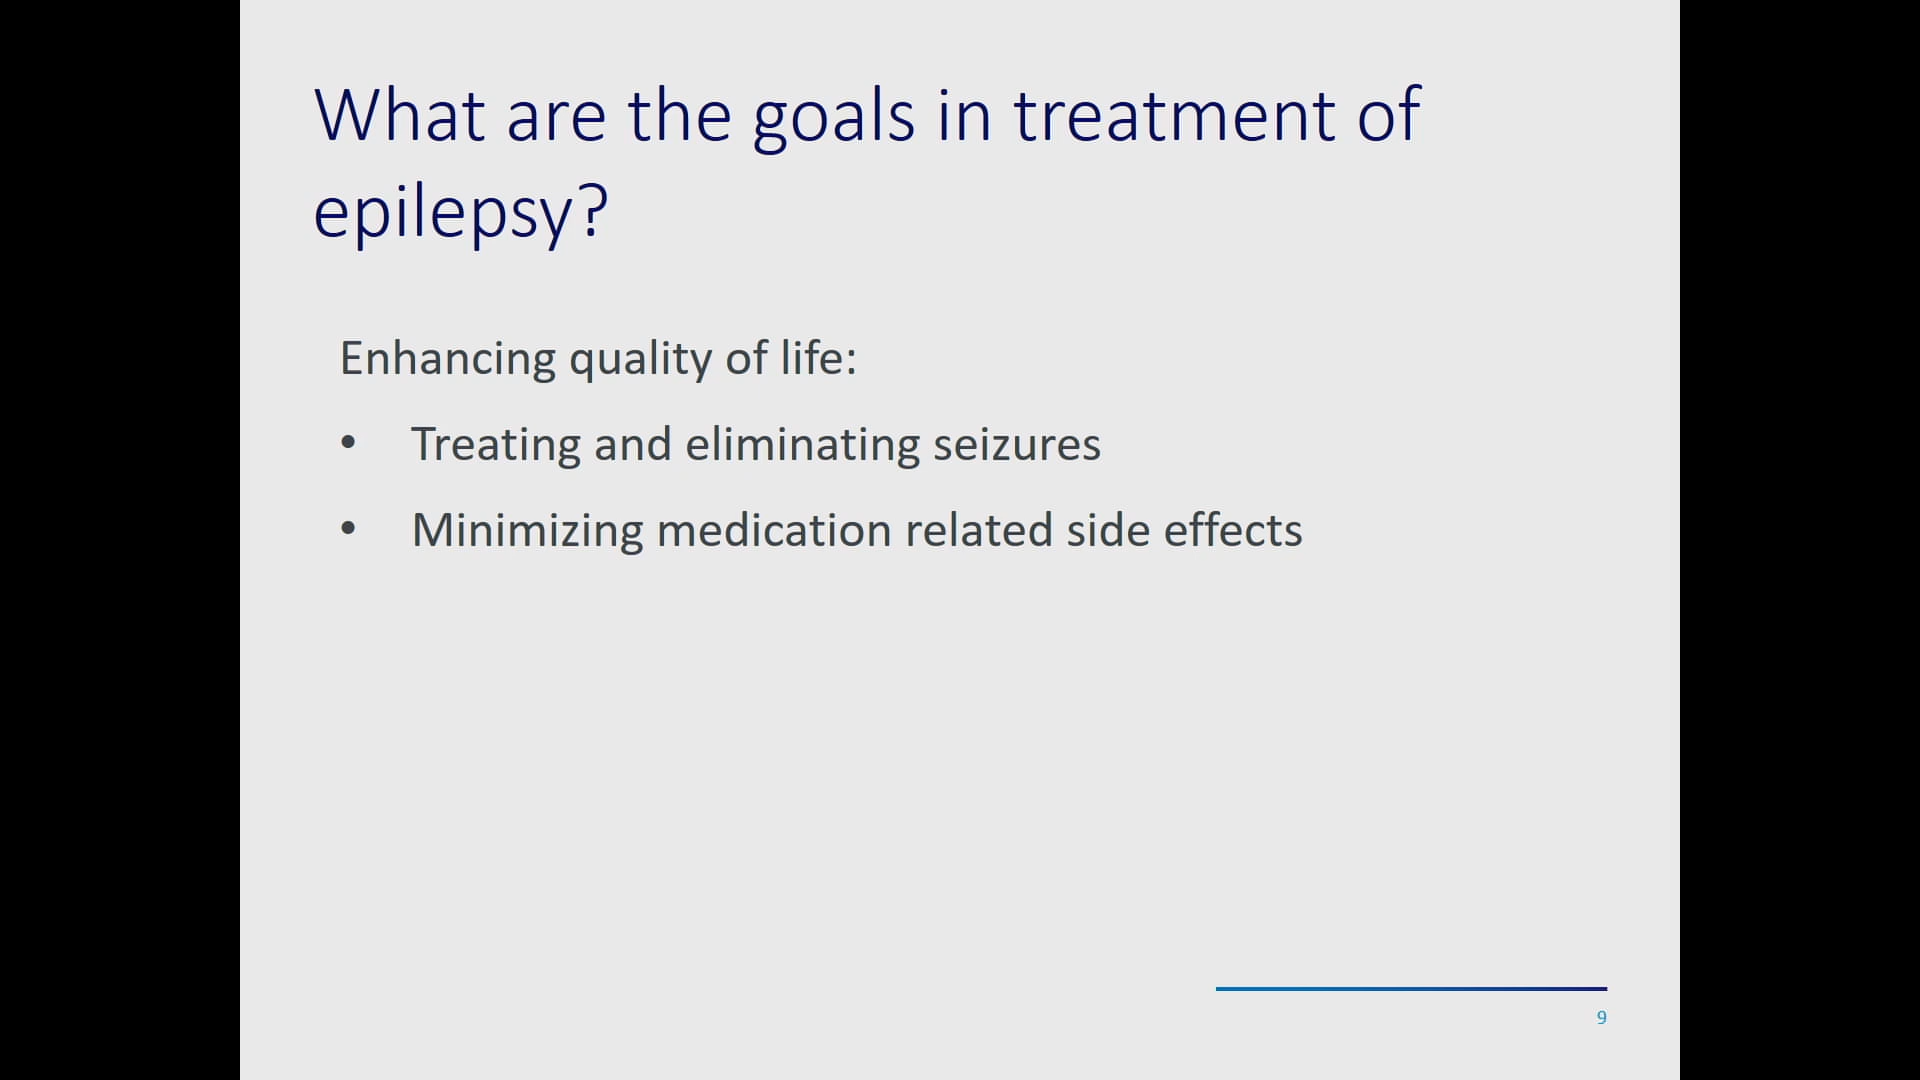 What are the goals in treatment of
epilepsy?
Enhancing quality of life:
• Treating and eliminating seizures
• Minimizing medication related side effects
9